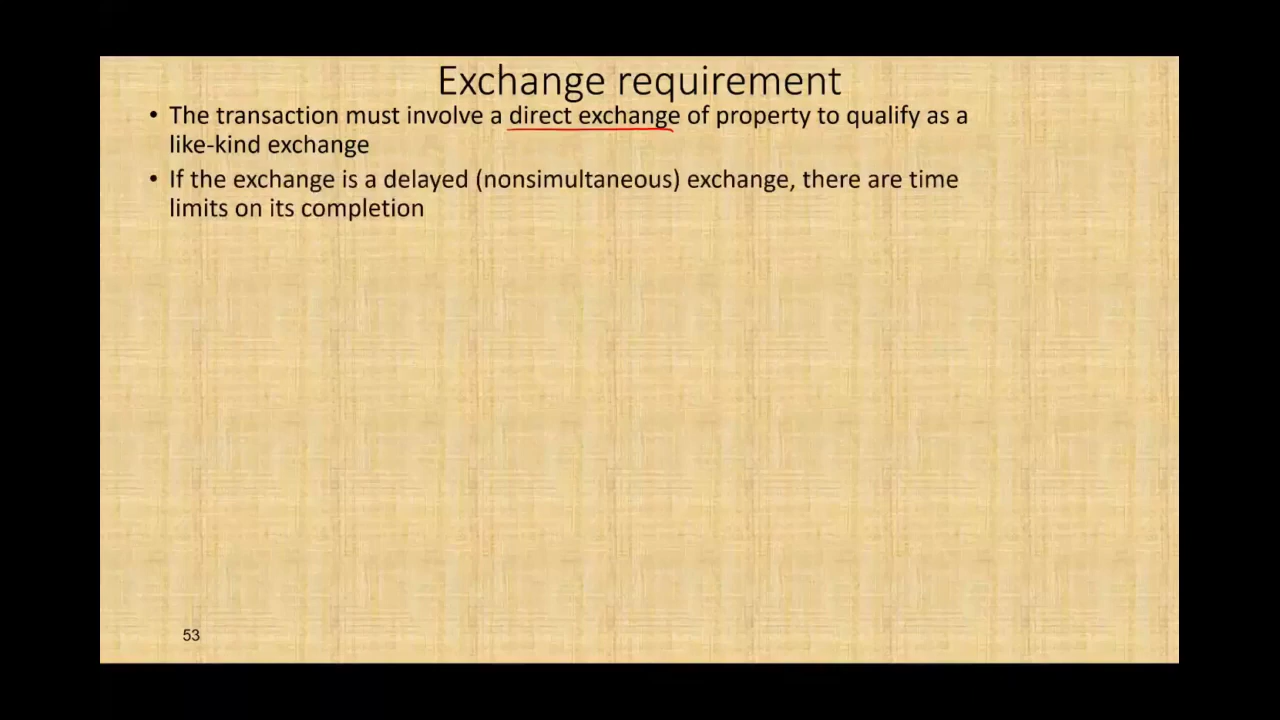 Exchange requirement
• The transaction must involve a direct exchange of property to qualify as a
like-kind exchange
• If the exchange is a delayed (nonsimultaneous) exchange, there are time
limits on its completion
53